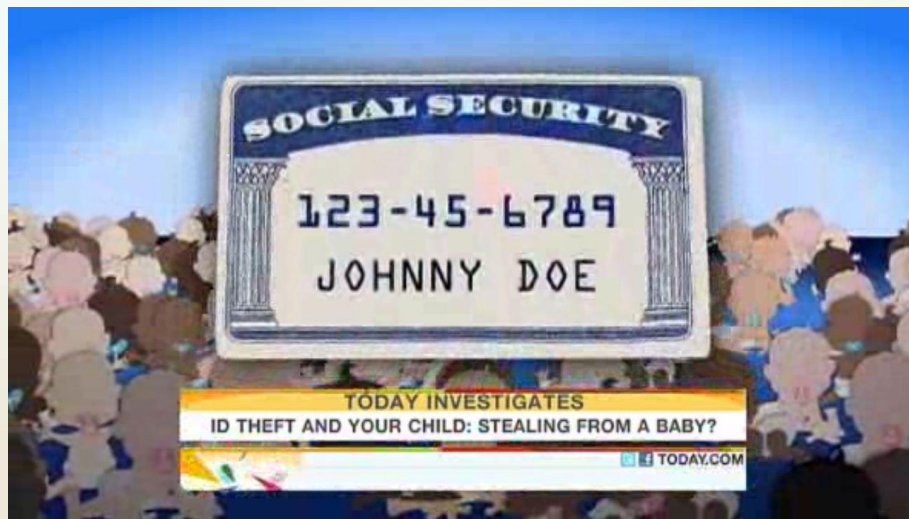 SOCIAL SECURITY
123-45-6789
JOHNNY DOE
TODAY INVESTIGATES
ID THEFT AND YOUR CHILD: STEALING FROM A BABY?
TODAY.COM